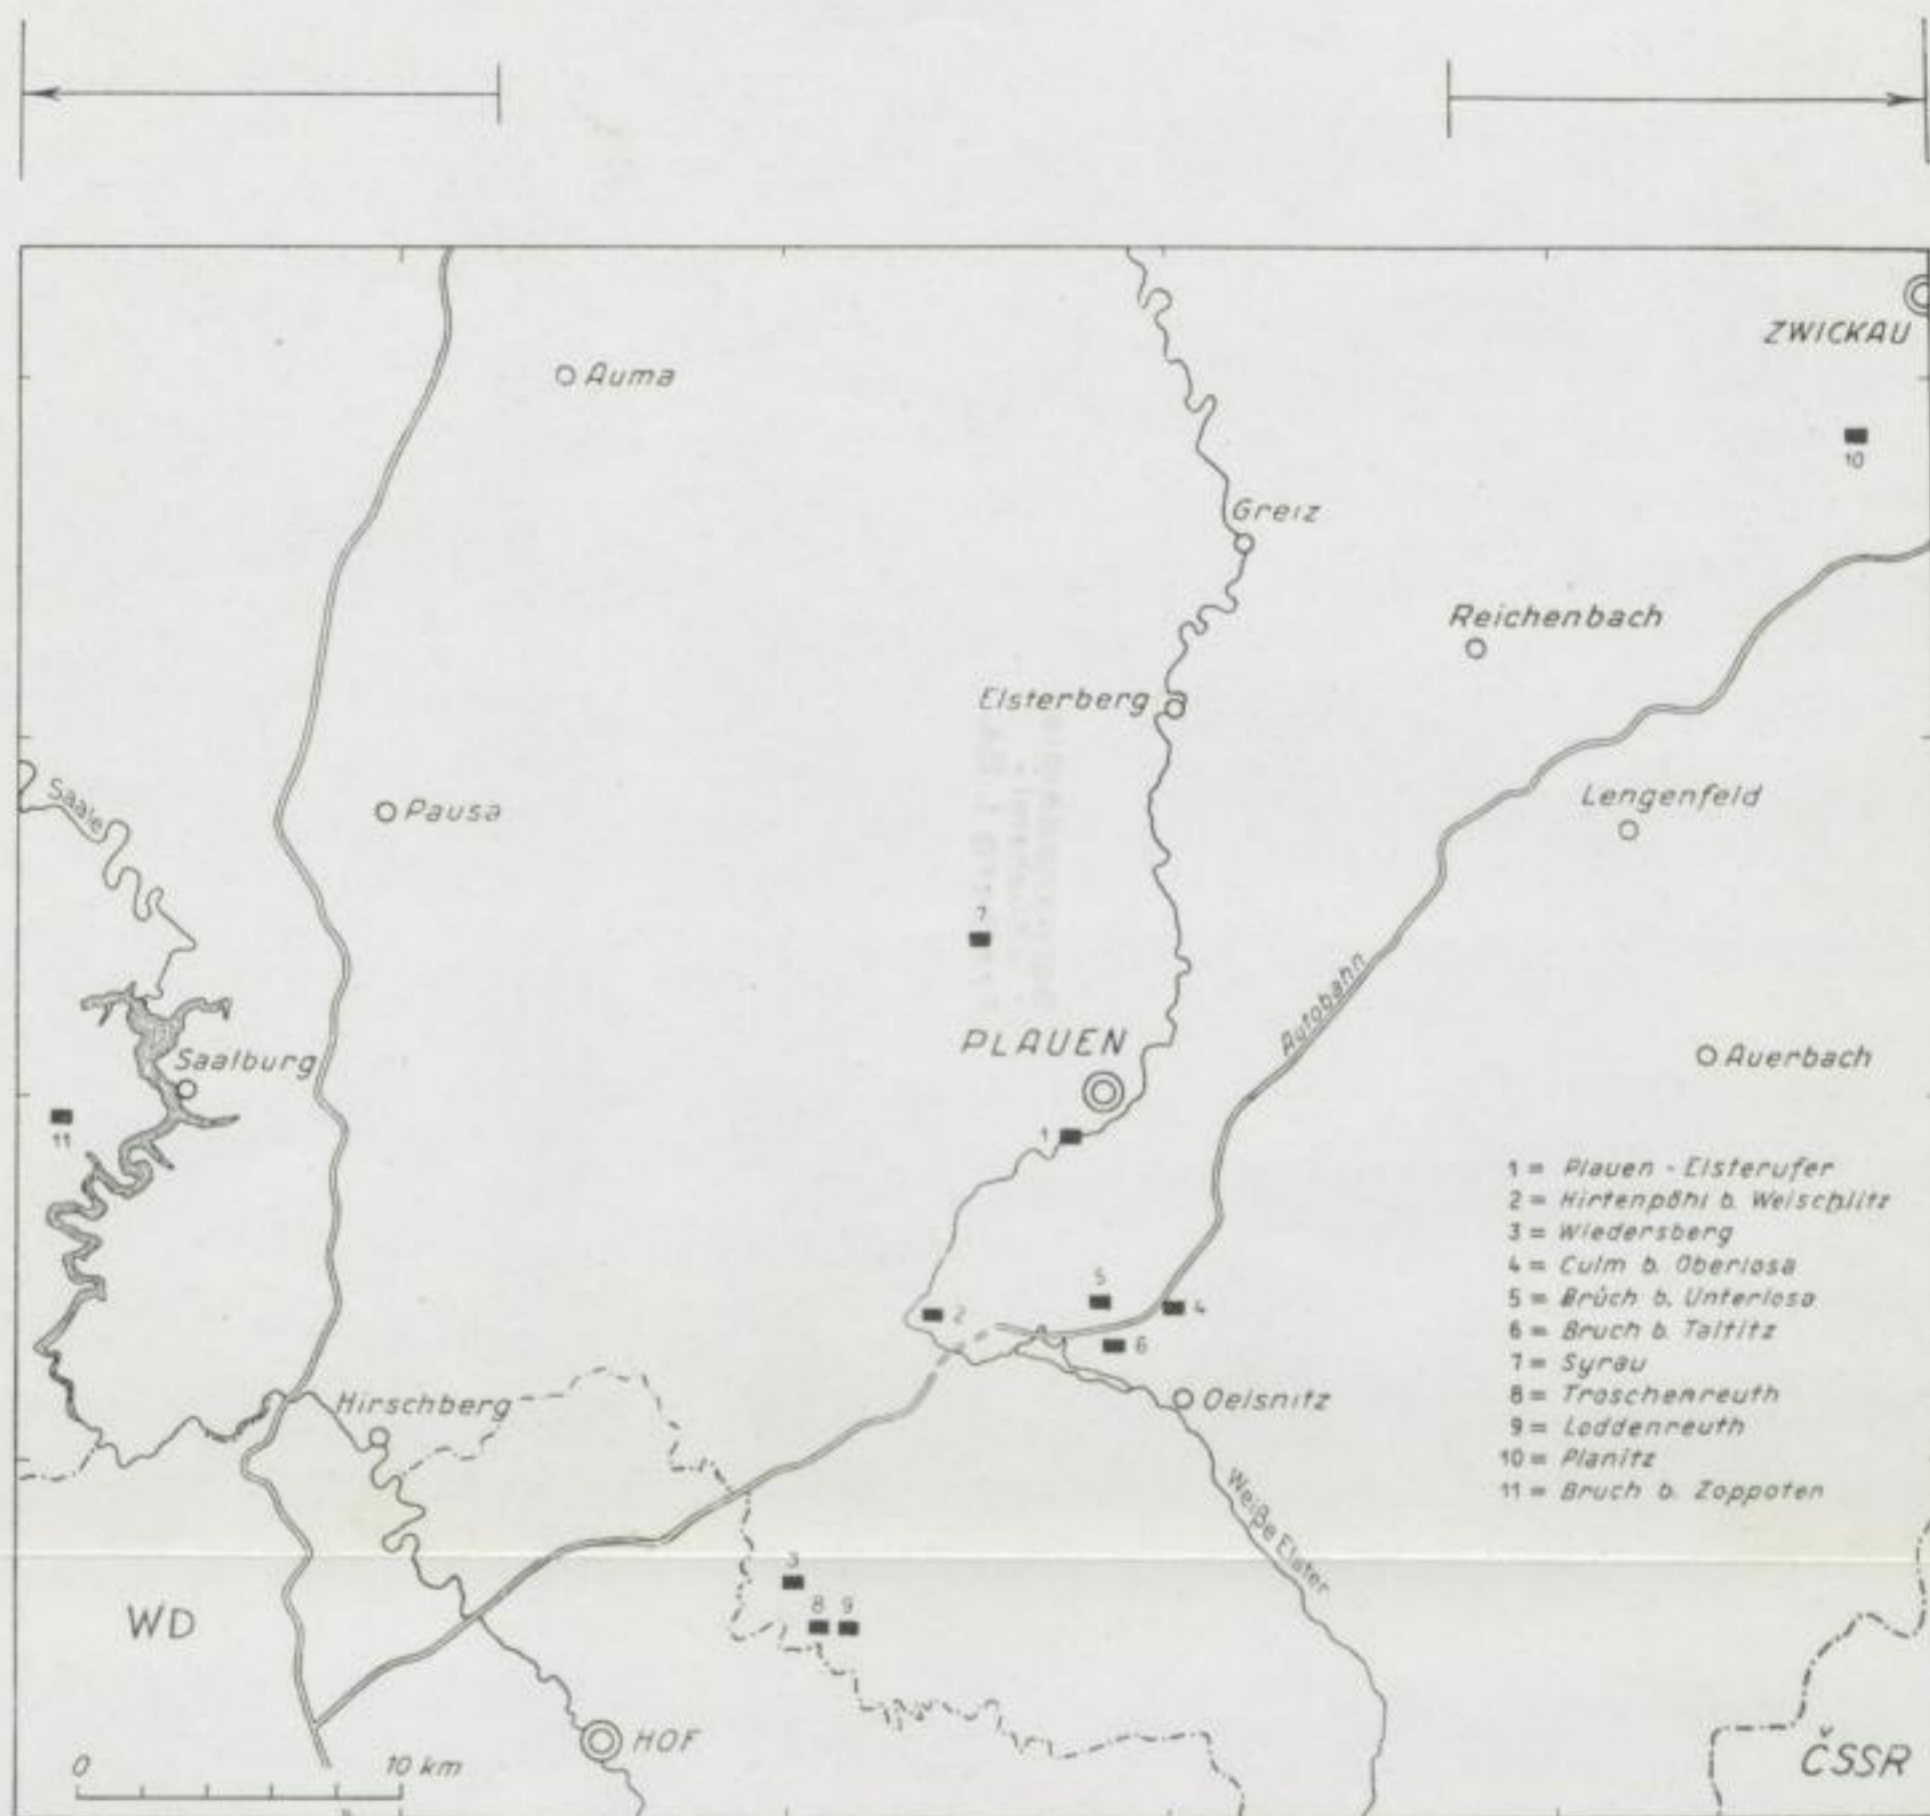 ZWICKAU
Auma
10
Greiz
Reichenbach
Elsterberg
Saale
Pausa
Lengenfeld
7
Autobahn
PLAUEN
Saalburg
Auerbach
11
1
1 = Plauen - Elsterufer
2 = Hirtenpöhl b. Weischlitz
3 = Wiedersberg
4 = Culm b. Oberlosa
5 = Bruch b. Unterlosa
6 = Bruch b. Taltitz
7 = Syrau
8 = Troschenreuth
9 = Loddenreuth
10 = Planitz
11 = Bruch b. Zoppoten
5
2
4
6
Hirschberg
Oelsnitz
Weiße Elster
3
8 9
WD
HOF
ČSSR
0 10 km